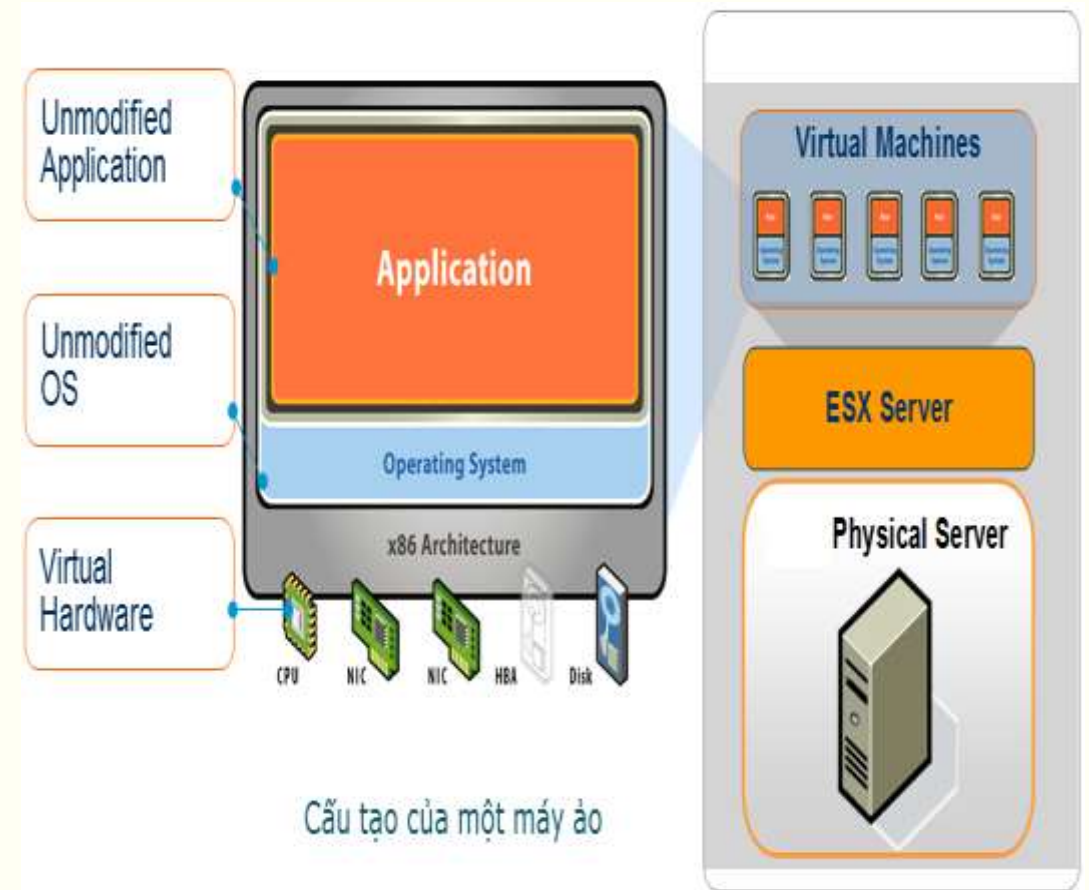 Unmodified
Application
Unmodified
OS
Virtual
Hardware
Application
Operating System
x86 Architecture
CPU
NIC
NIC
HBA
Disk
Cấu tạo của một máy ảo
Virtual Machines
ESX Server
Physical Server